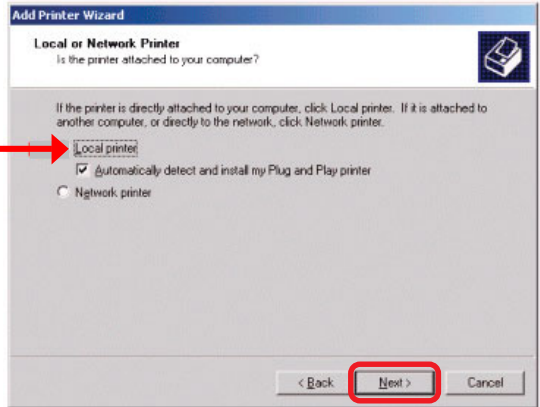 Add Printer Wizard
Local or Network Printer
Is the printer attached to your computer?
If the printer is directly attached to your computer, click Local printer. If it is attached to
another computer, or directly to the network, click Network printer.
Local printer
Automatically detect and install my Plug and Play printer
Network printer
< Back
Next >
Cancel